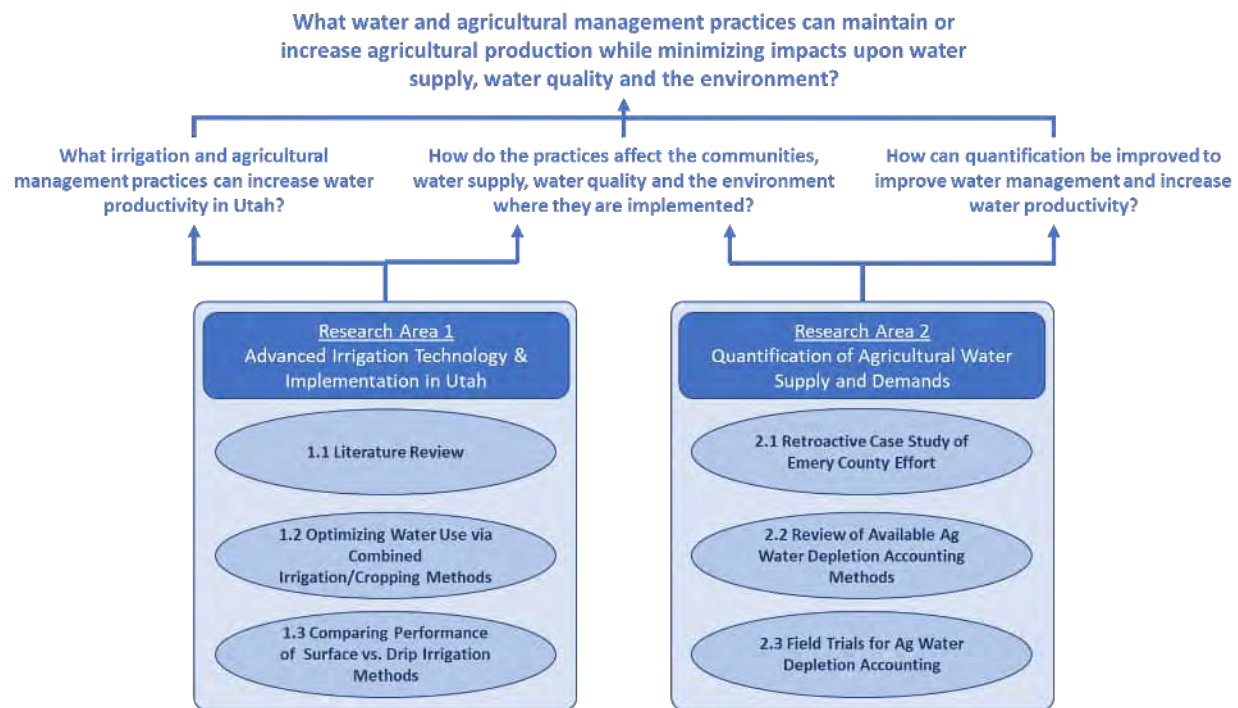 What water and agricultural management practices can maintain or
increase agricultural production while minimizing impacts upon water
supply, water quality and the environment?
What irrigation and agricultural
management practices can increase water
productivity in Utah?
How do the practices affect the communities,
water supply, water quality and the environment
where they are implemented?
How can quantification be improved to
improve water management and increase
water productivity?
Research Area 1
Advanced Irrigation Technology &
Implementation in Utah
1.1 Literature Review
1.2 Optimizing Water Use via
Combined
Irrigation/Cropping Methods
1.3 Comparing Performance
of Surface vs. Drip Irrigation
Methods
Research Area 2
Quantification of Agricultural Water
Supply and Demands
2.1 Retroactive Case Study of
Emery County Effort
2.2 Review of Available Ag
Water Depletion Accounting
Methods
2.3 Field Trials for Ag Water
Depletion Accounting